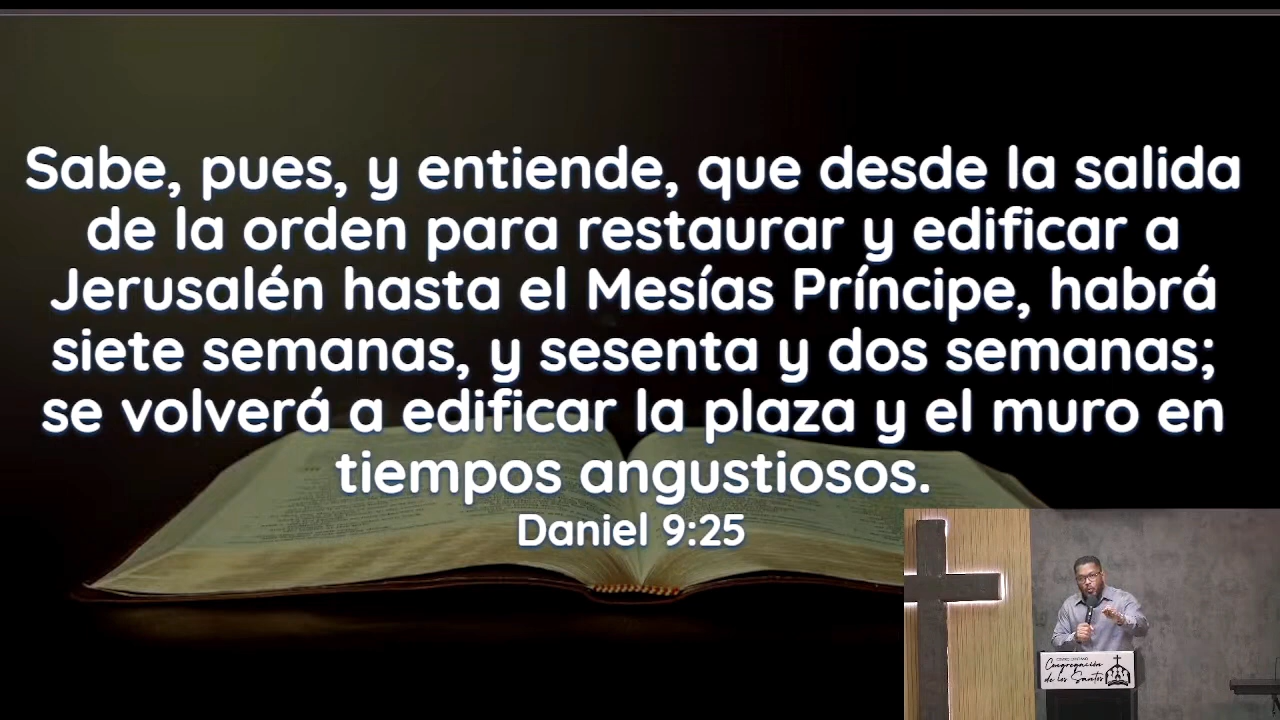 Sabe, pues, y entiende, que desde la salida
de la orden para restaurar y edificar a
Jerusalén hasta el Mesías Príncipe, habrá
siete semanas, y sesenta y dos semanas;
se volverá a edificar la plaza y el muro en
tiempos angustiosos.
Daniel 9:25
CENTRO CRISTIANO
Congregación
de los Santos